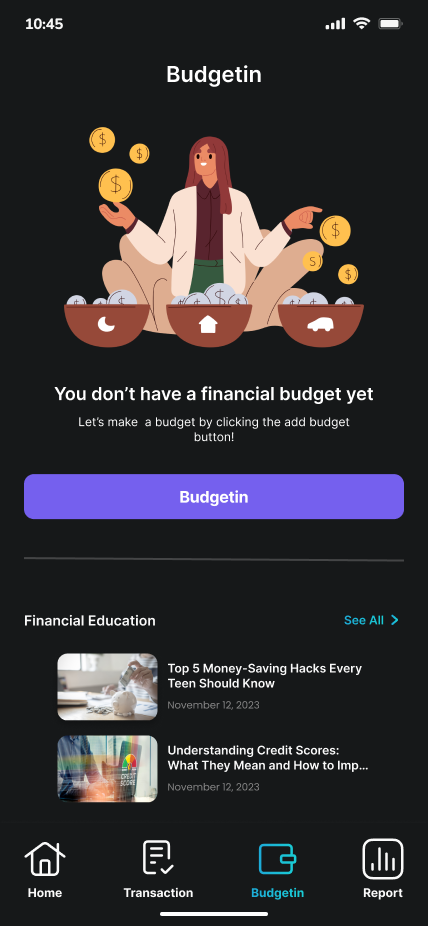 10:45
Budgetin
$
$
$
$
S
$
$
$
$
$
$
$
$
$
$
$
You don't have a financial budget yet
Let's make a budget by clicking the add budget
button!
Budgetin
Financial Education
See All
Top 5 Money-Saving Hacks Every
Teen Should Know
November 12, 2023
CREDIT
SCORE
Understanding Credit Scores:
What They Mean and How to Imp...
November 12, 2023
Home
Transaction
Budgetin
Report